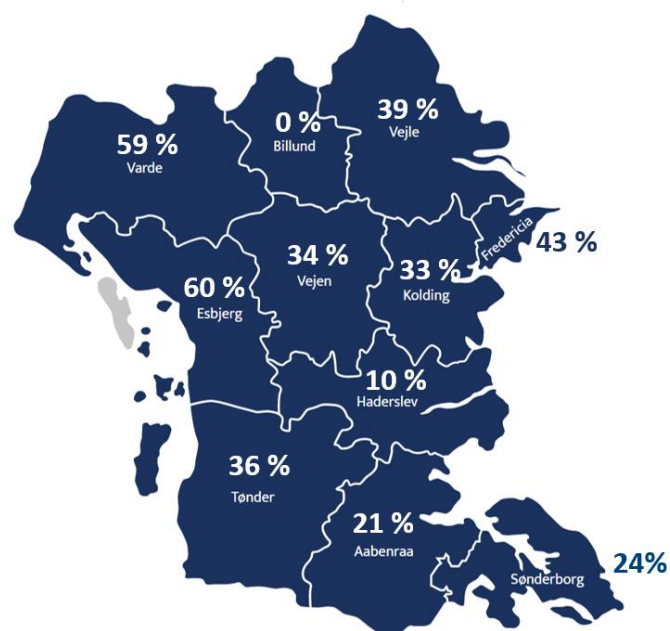 39 %
Vejle
0 %
Billund
59 %
Varde
Fredericia
43 %
34 %
Vejen
33 %
Kolding
60 %
Esbjerg
10 %
Haderslev
36 %
Tønder
21 %
Aabenraa
24%
Sønderborg